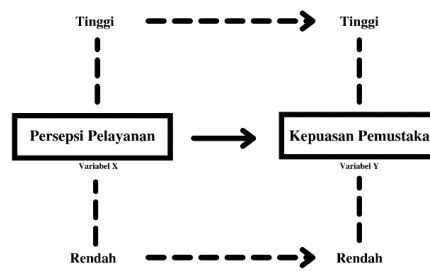 Tinggi
Tinggi
Persepsi Pelayanan
Kepuasan Pemustaka
Variabel X
Variabel Y
Rendah
Rendah